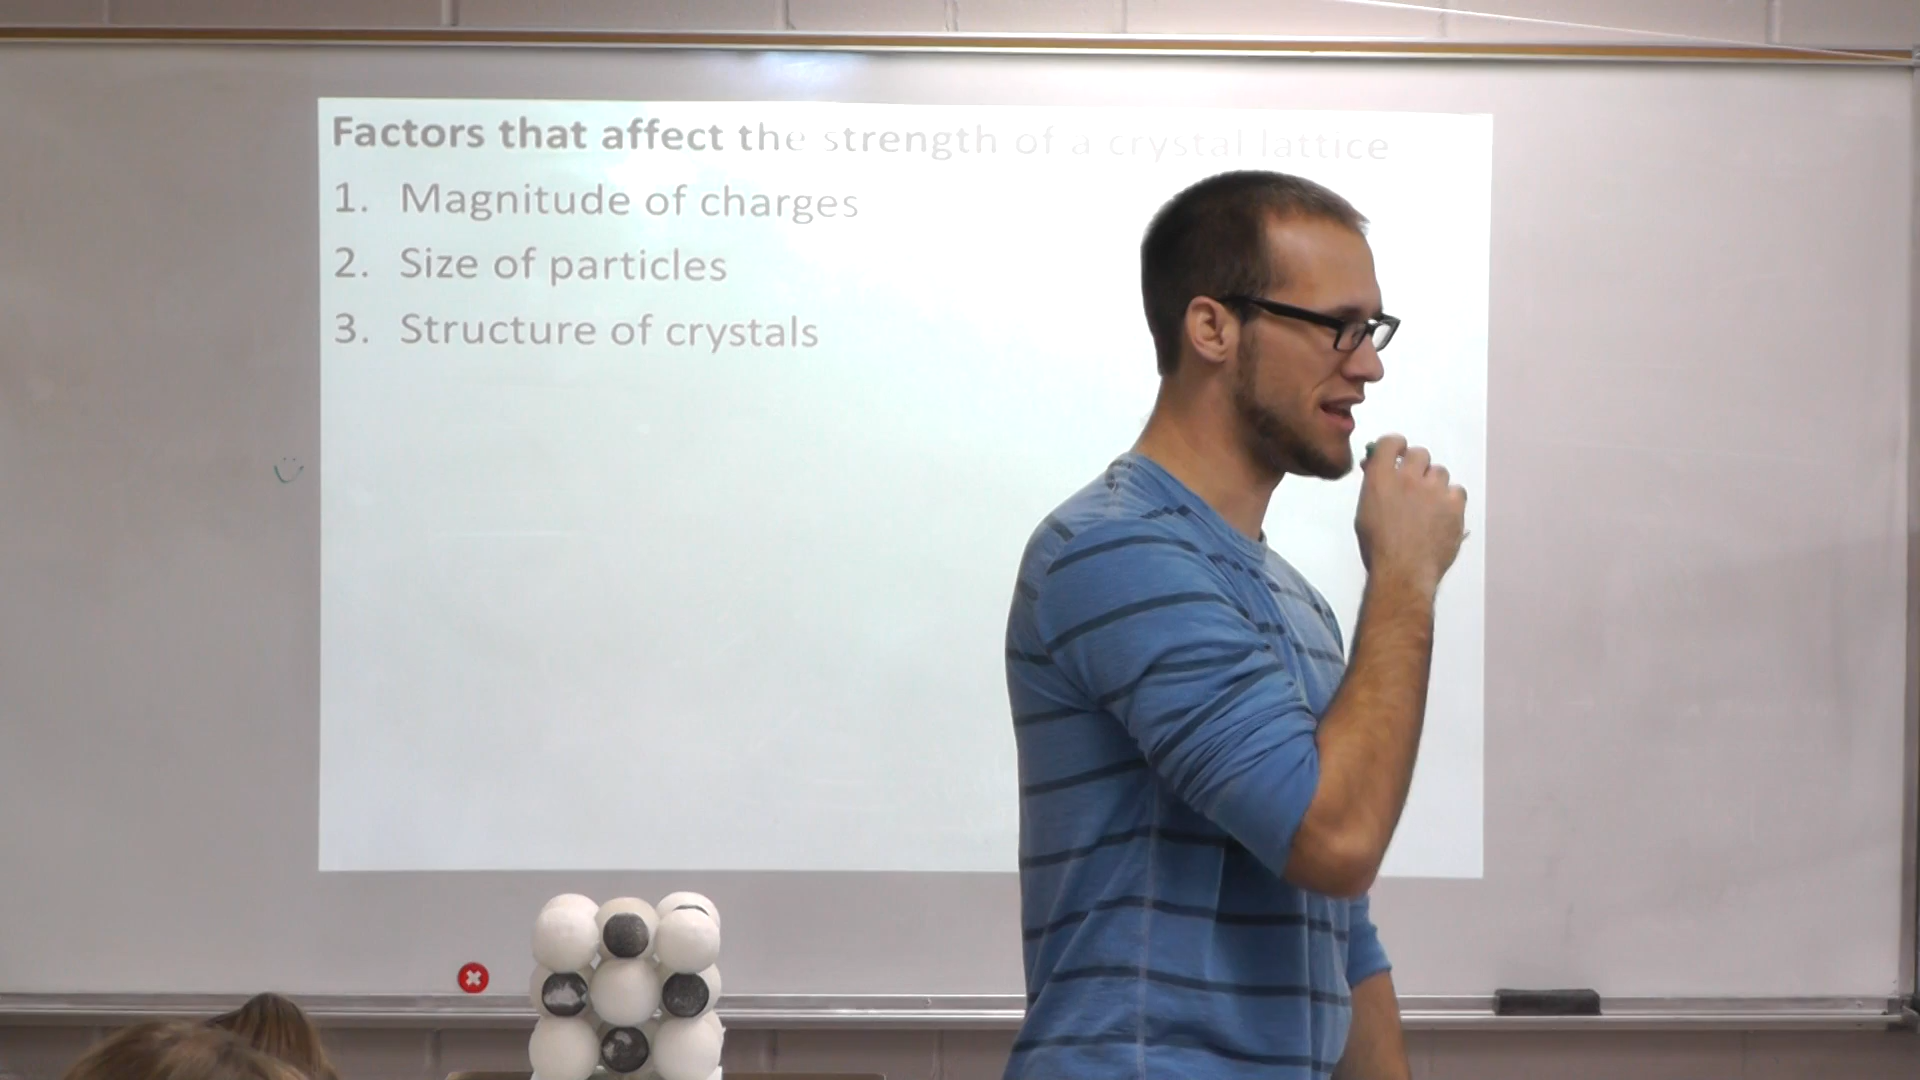 Factors that affect the strength of a crystal lattice
1. Magnitude of charges
2. Size of particles
3. Structure of crystals